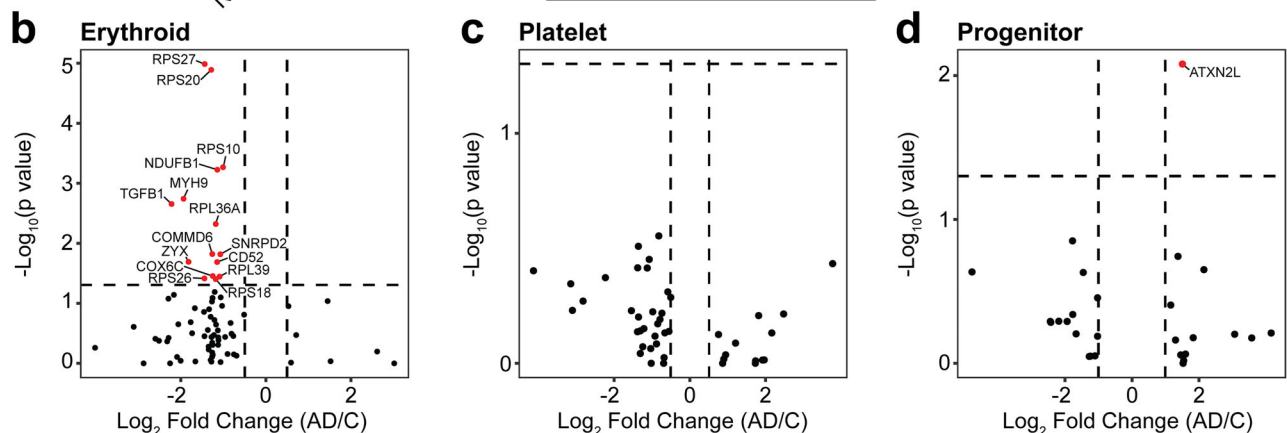 b Erythroid
5
4
3
2
1
0
-Log10(p value)
RPS27
RPS20
RPS10
NDUFB1
MYH9
TGFB1
RPL36A
COMMD6
SNRPD2
ZYX
CD52
COX6C
RPL39
RPS26
RPS18
-2 0 2
Log2 Fold Change (AD/C)
c Platelet
1
0
-Log10(p value)
-2 0 2
Log2 Fold Change (AD/C)
d Progenitor
2
1
0
-Log10(p value)
ATXN2L
-2 0 2
Log2 Fold Change (AD/C)